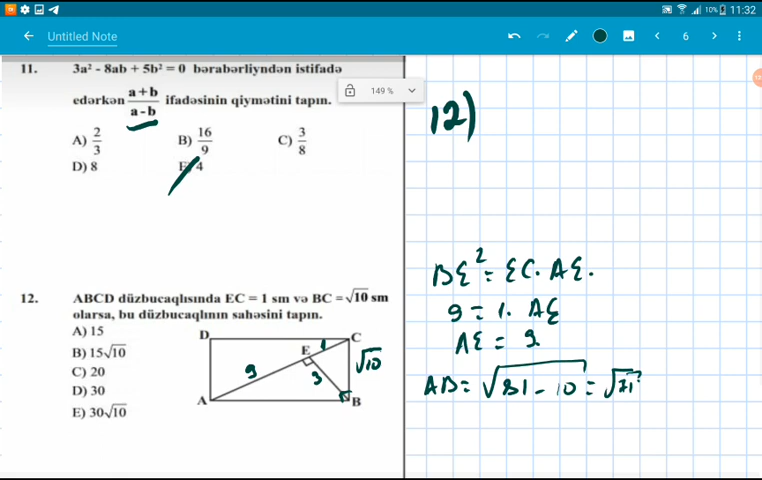 10% 11:32
Untitled Note
6
11. 3a² - 8ab + 5b² = 0 bərabərliyndən istifadə
edərkən a+b/a-b ifadəsinin qiymətini tapın.
149 %
A) 2/3 B) 16/9 C) 3/8
D) 8 E) 4
12. ABCD düzbucaqlısında EC = 1 sm və BC = √10 sm
olarsa, bu düzbucaqlının sahəsini tapın.
A) 15
B) 15√10
C) 20
D) 30
E) 30√10
D C
E 1
9 3 √10
A B
12)
BE² = EC · AE.
9 = 1. AE
AE = 9
AB = √81 - 10 = √71?